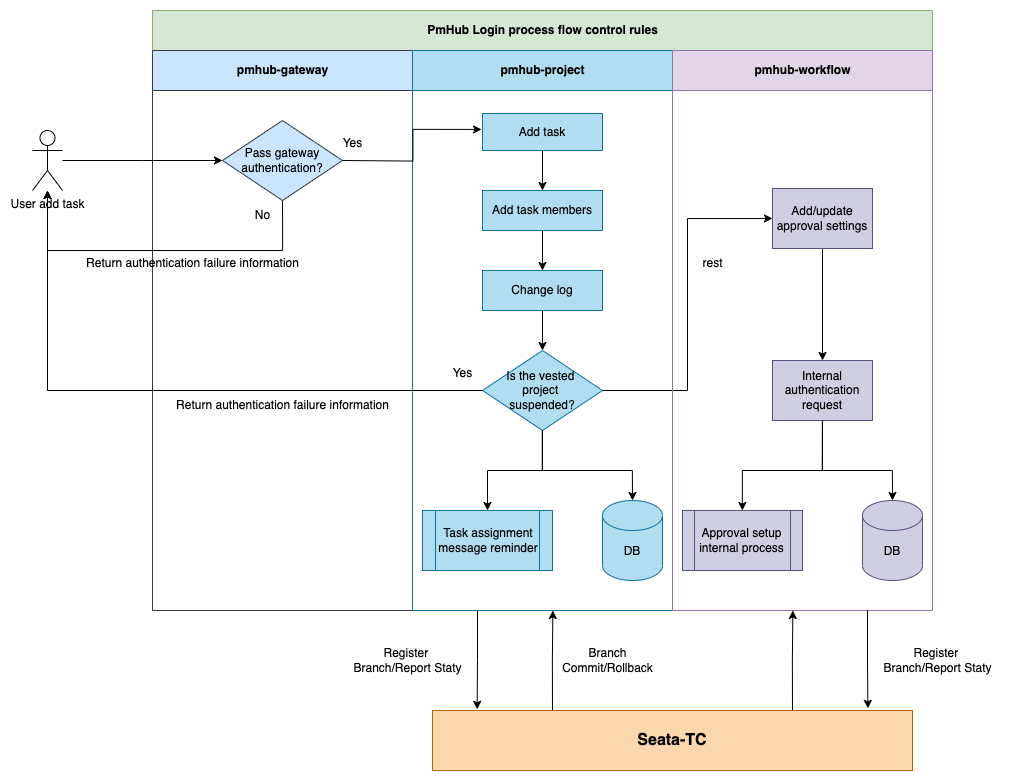 PmHub Login process flow control rules
pmhub-gateway
pmhub-project
pmhub-workflow
User add task
Pass gateway
authentication?
Yes
No
Return authentication failure information
Add task
Add task members
Change log
Is the vested
project
suspended?
Yes
Return authentication failure information
rest
Task assignment
message reminder
DB
Add/update
approval settings
Internal
authentication
request
Approval setup
internal process
DB
Register
Branch/Report Staty
Branch
Commit/Rollback
Register
Branch/Report Staty
Seata-TC